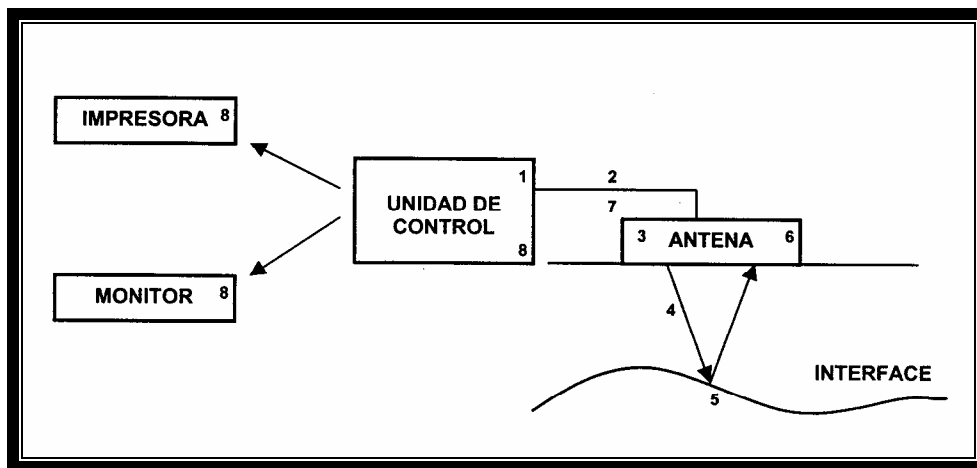 IMPRESORA 8
1
UNIDAD DE
CONTROL
8
2
7
3 ANTENA 6
MONITOR 8
4
INTERFACE
5